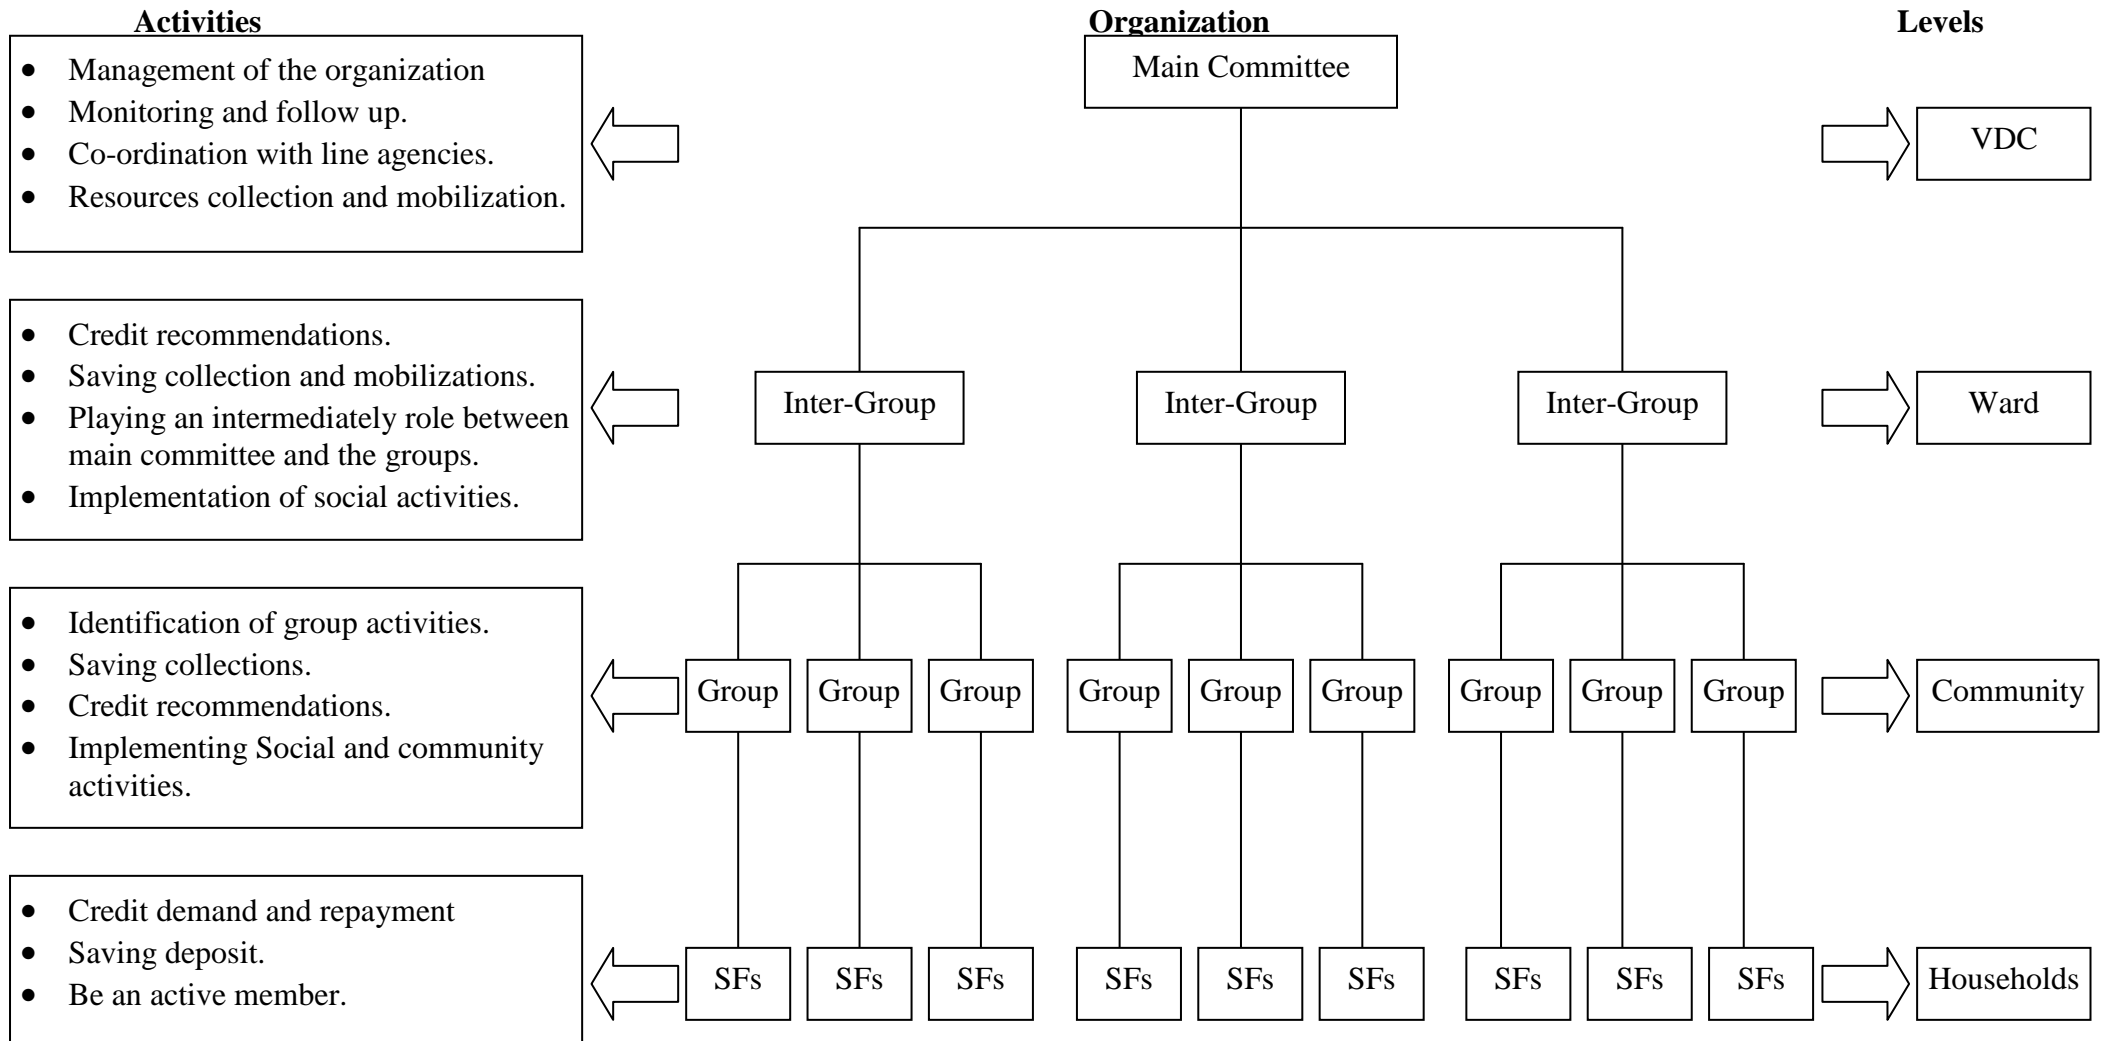 Activities Organization Levels
Main Committee
• Management of the organization
• Monitoring and follow up.
• Co-ordination with line agencies.
• Resources collection and mobilization.
VDC
• Credit recommendations.
• Saving collection and mobilizations.
• Playing an intermediately role between
main committee and the groups.
• Implementation of social activities.
Inter-Group Inter-Group Inter-Group Ward
• Identification of group activities.
• Saving collections.
• Credit recommendations.
• Implementing Social and community
activities.
Group Group Group Group Group Group Group Group Group Community
• Credit demand and repayment
• Saving deposit.
• Be an active member.
SFs SFs SFs SFs SFs SFs SFs SFs SFs Households